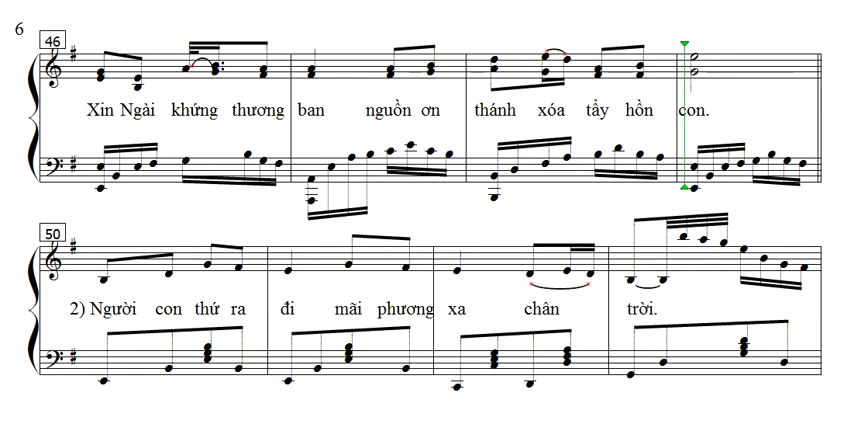 6
46
Xin Ngài khứng thương ban nguồn ơn thánh xóa tẩy hồn con.
50
2) Người con thứ ra đi mãi phương xa chân trời.